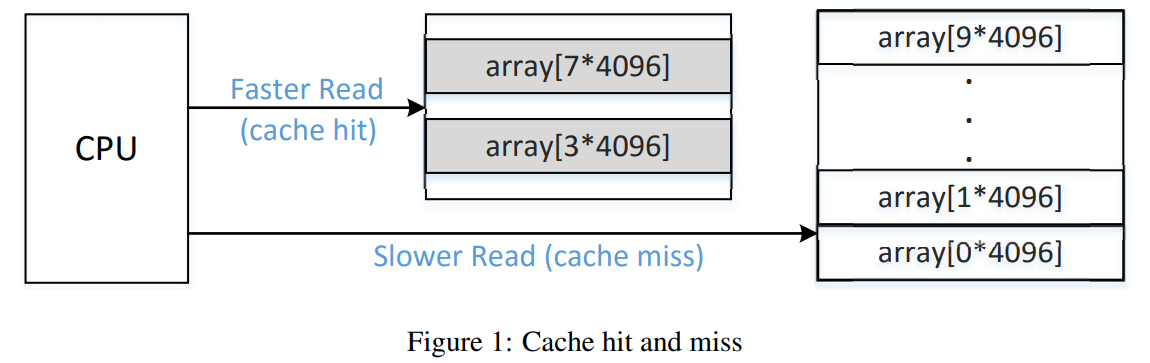 CPU
Faster Read
(cache hit)
array[7*4096]
array[3*4096]
Slower Read (cache miss)
array[9*4096]
.
.
.
array[1*4096]
array[0*4096]
Figure 1: Cache hit and miss